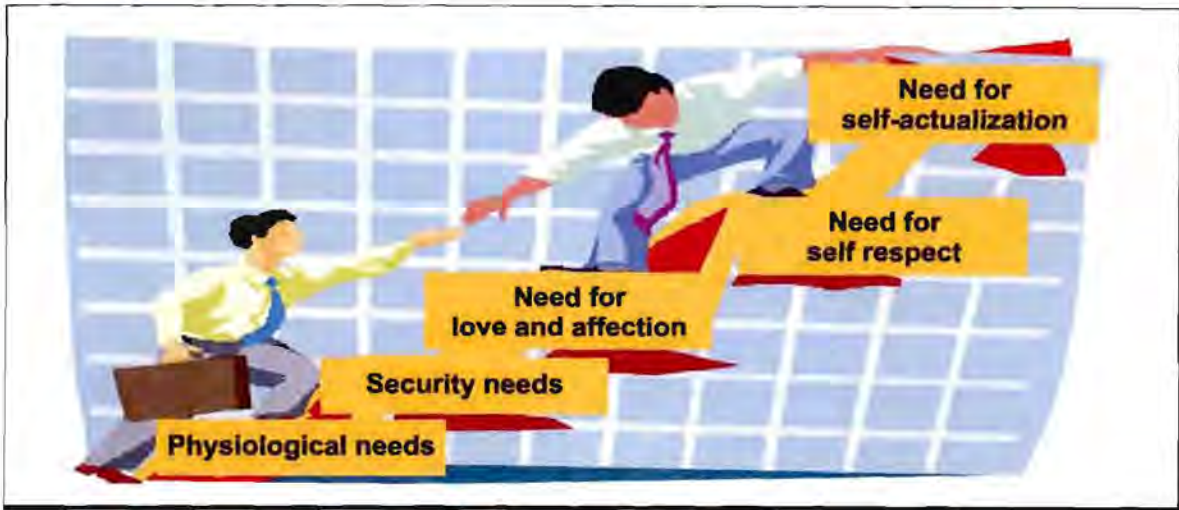 Need for
self-actualization
Need for
self respect
Need for
love and affection
Security needs
Physiological needs